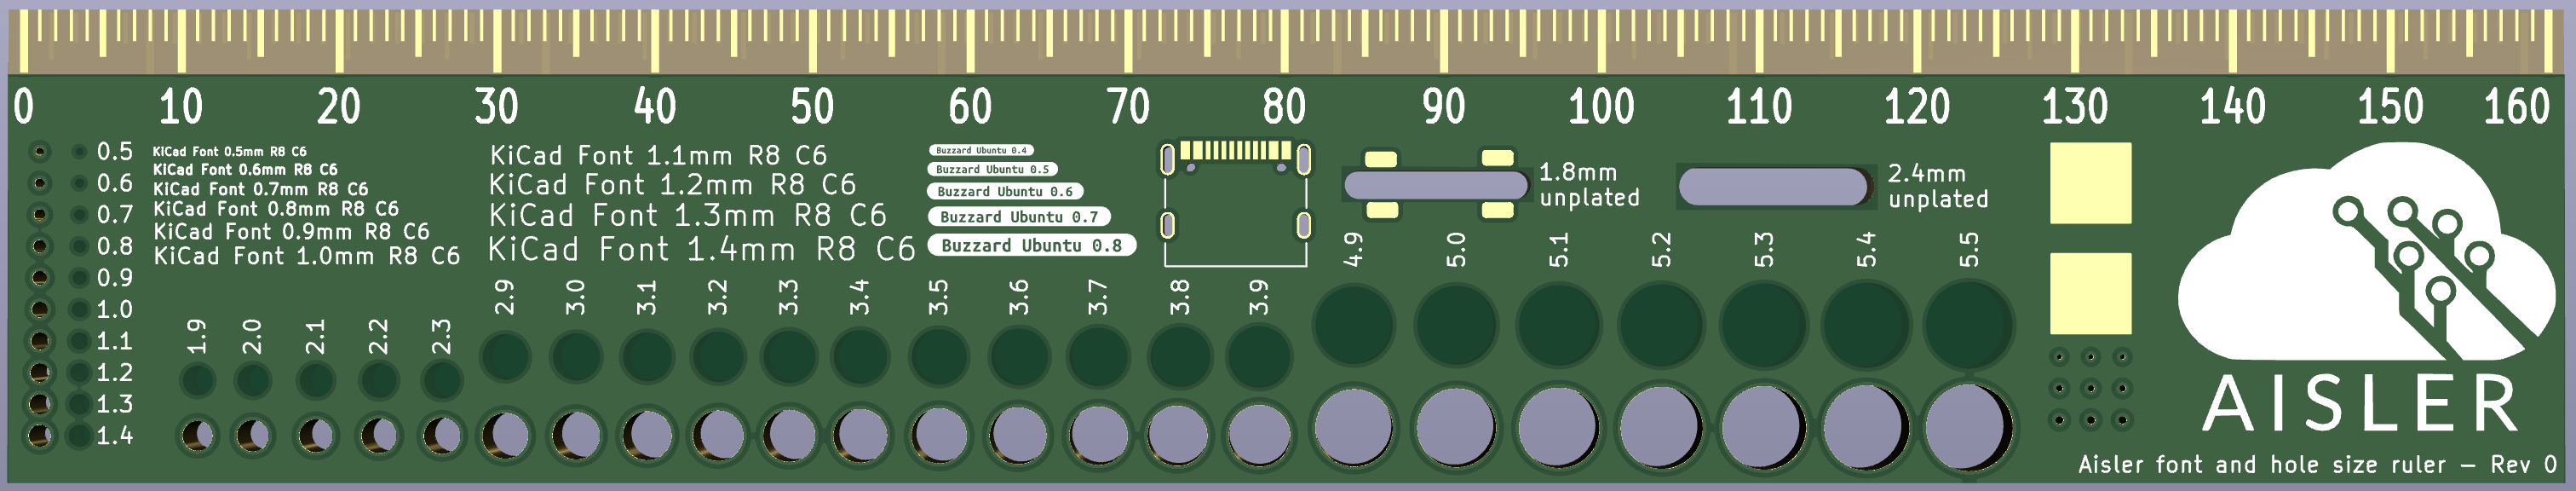 0 10 20 30 40 50 60 70 80 90 100 110 120 130 140 150 160
0.5
0.6
0.7
0.8
0.9
1.0
1.1
1.2
1.3
1.4
KiCad Font 0.5mm R8 C6
KiCad Font 0.6mm R8 C6
KiCad Font 0.7mm R8 C6
KiCad Font 0.8mm R8 C6
KiCad Font 0.9mm R8 C6
KiCad Font 1.0mm R8 C6
KiCad Font 1.1mm R8 C6
KiCad Font 1.2mm R8 C6
KiCad Font 1.3mm R8 C6
KiCad Font 1.4mm R8 C6
Buzzard Ubuntu 0.4
Buzzard Ubuntu 0.5
Buzzard Ubuntu 0.6
Buzzard Ubuntu 0.7
Buzzard Ubuntu 0.8
1.8mm
unplated
2.4mm
unplated
1.9 2.0 2.1 2.2 2.3
2.9 3.0 3.1 3.2 3.3 3.4 3.5 3.6 3.7 3.8 3.9
4.9 5.0 5.1 5.2 5.3 5.4 5.5
AISLER
Aisler font and hole size ruler – Rev 0